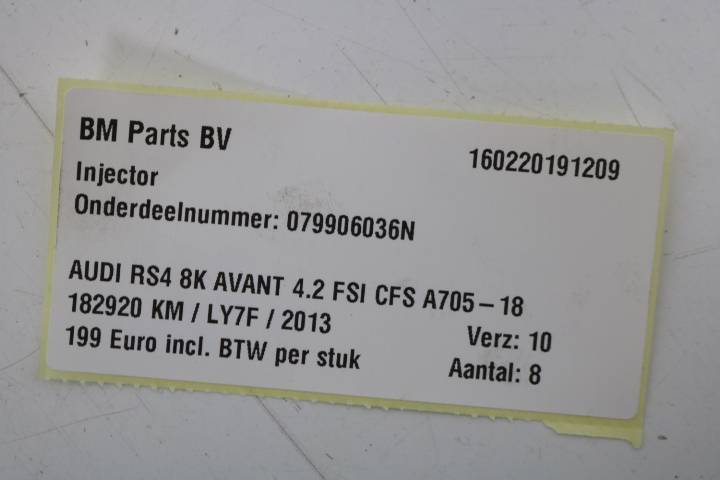 BM Parts BV
160220191209
Injector
Onderdeelnummer: 079906036N
AUDI RS4 8K AVANT 4.2 FSI CFS A705-18
182920 KM / LY7F / 2013
Verz: 10
199 Euro incl. BTW per stuk
Aantal: 8